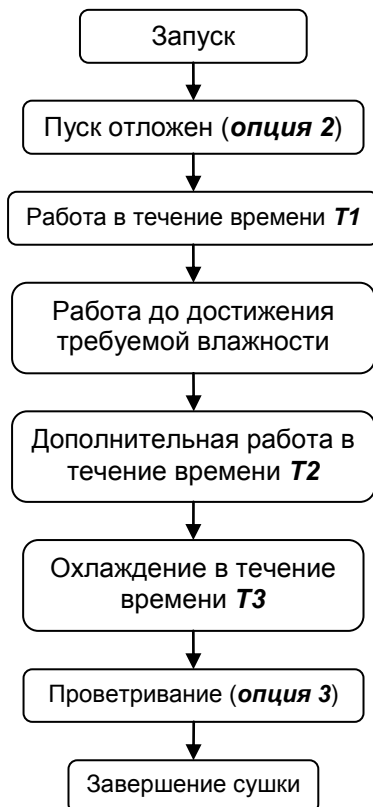 Запуск
Пуск отложен (опция 2)
Работа в течение времени T1
Работа до достижения
требуемой влажности
Дополнительная работа в
течение времени T2
Охлаждение в течение
времени T3
Проветривание (опция 3)
Завершение сушки